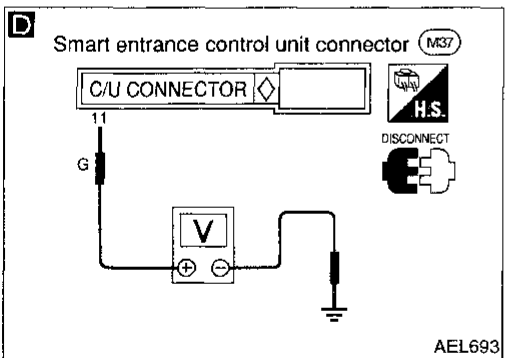 D
Smart entrance control unit connector M37
C/U CONNECTOR
H.S.
11
DISCONNECT
G
V
AEL693